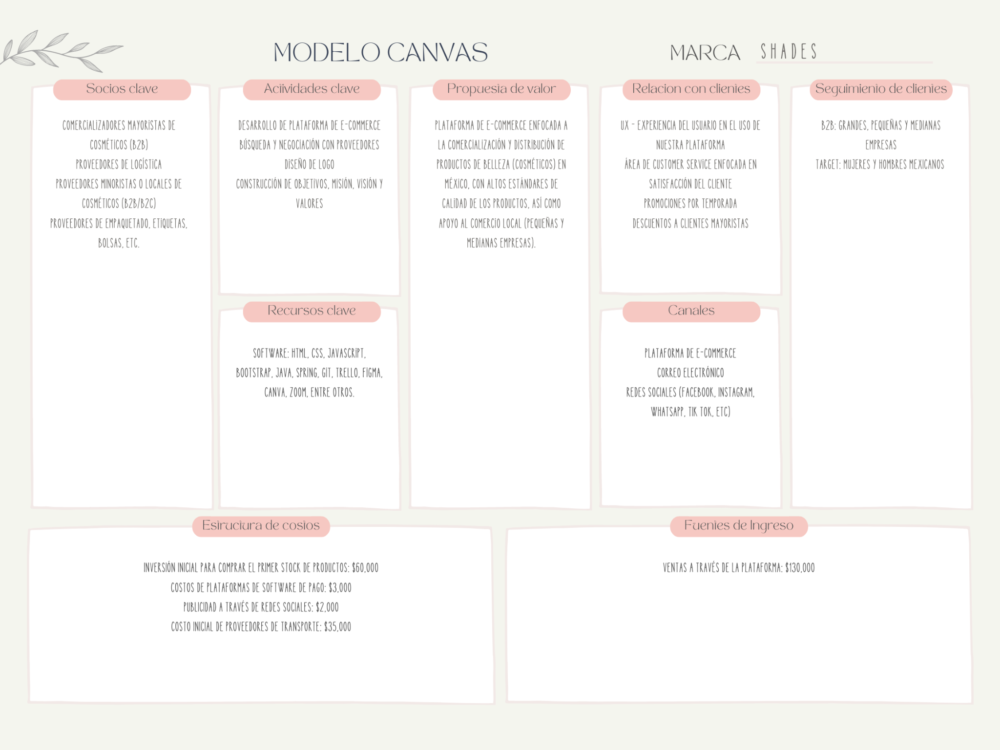 MODELO CANVAS
MARCA SHADES
Socios clave
COMERCIALIZADORES MAYORISTAS DE
COSMÉTICOS (B2B)
PROVEEDORES DE LOGÍSTICA
PROVEEDORES MINORISTAS O LOCALES DE
COSMÉTICOS (B2B/B2C)
PROVEEDORES DE EMPAQUETADO, ETIQUETAS,
BOLSAS, ETC.
Actividades clave
DESARROLLO DE PLATAFORMA DE E-COMMERCE
BÚSQUEDA Y NEGOCIACIÓN CON PROVEEDORES
DISEÑO DE LOGO
CONSTRUCCIÓN DE OBJETIVOS, MISIÓN, VISIÓN Y
VALORES
Recursos clave
SOFTWARE: HTML, CSS, JAVASCRIPT,
BOOTSTRAP, JAVA, SPRING, GIT, TRELLO, FIGMA,
CANVA, ZOOM, ENTRE OTROS.
Propuesta de valor
PLATAFORMA DE E-COMMERCE ENFOCADA A
LA COMERCIALIZACIÓN Y DISTRIBUCIÓN DE
PRODUCTOS DE BELLEZA (COSMÉTICOS) EN
MÉXICO, CON ALTOS ESTÁNDARES DE
CALIDAD DE LOS PRODUCTOS, ASÍ COMO
APOYO AL COMERCIO LOCAL (PEQUEÑAS Y
MEDIANAS EMPRESAS).
Relacion con clientes
UX - EXPERIENCIA DEL USUARIO EN EL USO DE
NUESTRA PLATAFORMA
ÁREA DE CUSTOMER SERVICE ENFOCADA EN
SATISFACCIÓN DEL CLIENTE
PROMOCIONES POR TEMPORADA
DESCUENTOS A CLIENTES MAYORISTAS
Canales
PLATAFORMA DE E-COMMERCE
CORREO ELECTRÓNICO
REDES SOCIALES (FACEBOOK, INSTAGRAM,
WHATSAPP, TIK TOK, ETC)
Seguimiento de clientes
B2B: GRANDES, PEQUEÑAS Y MEDIANAS
EMPRESAS
TARGET: MUJERES Y HOMBRES MEXICANOS
Estructura de costos
INVERSIÓN INICIAL PARA COMPRAR EL PRIMER STOCK DE PRODUCTOS: $60,000
COSTOS DE PLATAFORMAS DE SOFTWARE DE PAGO: $3,000
PUBLICIDAD A TRAVÉS DE REDES SOCIALES: $2,000
COSTO INICIAL DE PROVEEDORES DE TRANSPORTE: $35,000
Fuentes de Ingreso
VENTAS A TRAVÉS DE LA PLATAFORMA: $130,000